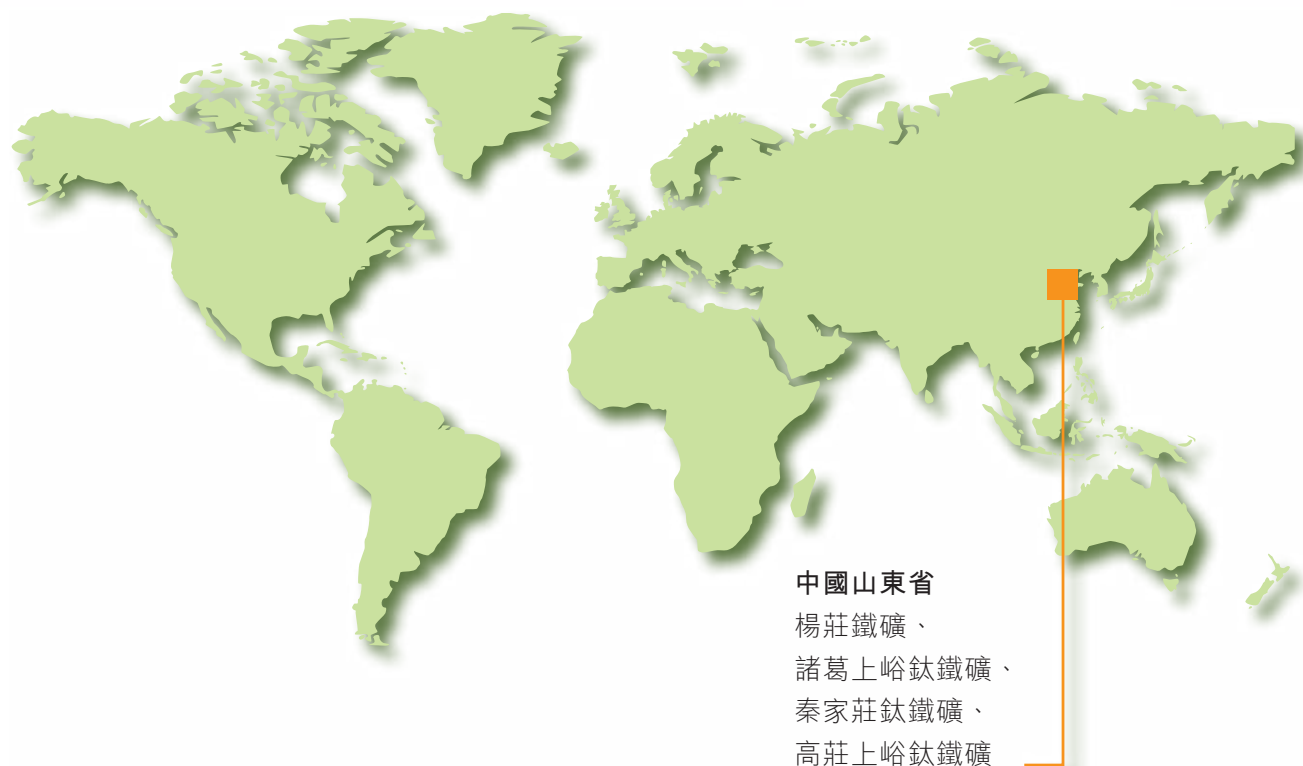 中國山東省
楊莊鐵礦、
諸葛上峪鈦鐵礦、
秦家莊鈦鐵礦、
高莊上峪鈦鐵礦